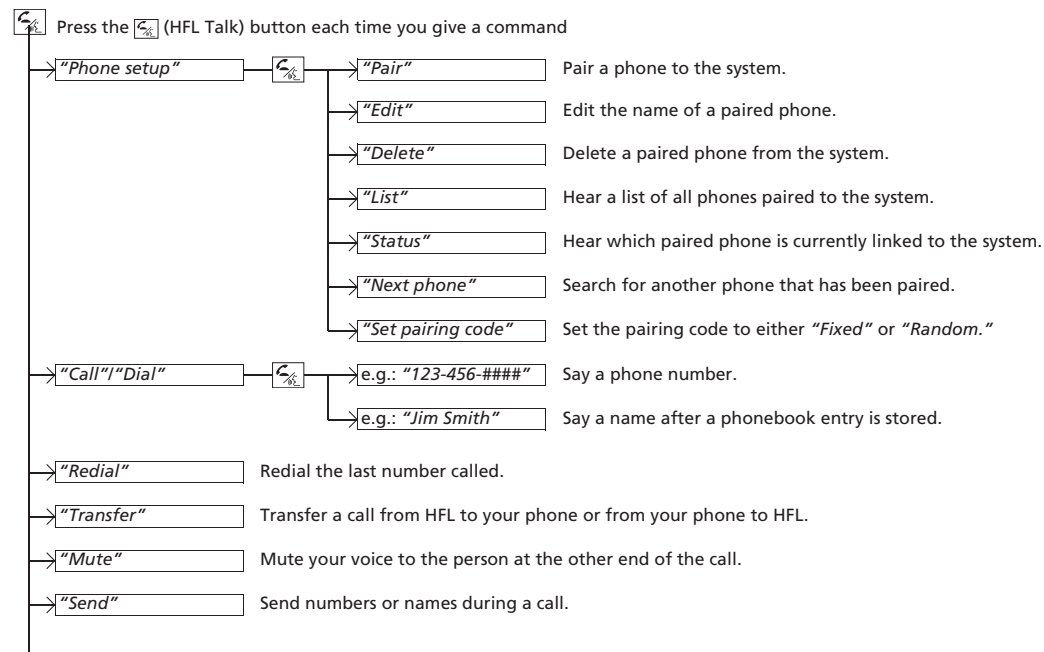 Press the (HFL Talk) button each time you give a command
"Phone setup" "Pair" Pair a phone to the system.
"Edit" Edit the name of a paired phone.
"Delete" Delete a paired phone from the system.
"List" Hear a list of all phones paired to the system.
"Status" Hear which paired phone is currently linked to the system.
"Next phone" Search for another phone that has been paired.
"Set pairing code" Set the pairing code to either "Fixed" or "Random."
"Call"/"Dial" e.g.: "123-456-####" Say a phone number.
e.g.: "Jim Smith" Say a name after a phonebook entry is stored.
"Redial" Redial the last number called.
"Transfer" Transfer a call from HFL to your phone or from your phone to HFL.
"Mute" Mute your voice to the person at the other end of the call.
"Send" Send numbers or names during a call.